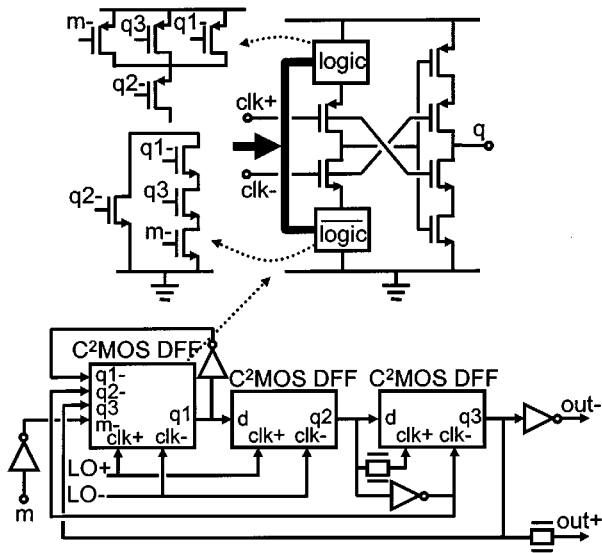 m- q3 q1-
q2-
q1-
q2- q3
m-
logic
clk+
clk-
q
logic
C²MOS DFF
q1-
q2-
q3
m-
q1
clk+ clk-
C²MOS DFF
d q2
clk+ clk-
C²MOS DFF
d q3
clk+ clk-
out-
LO+
LO-
m
out+